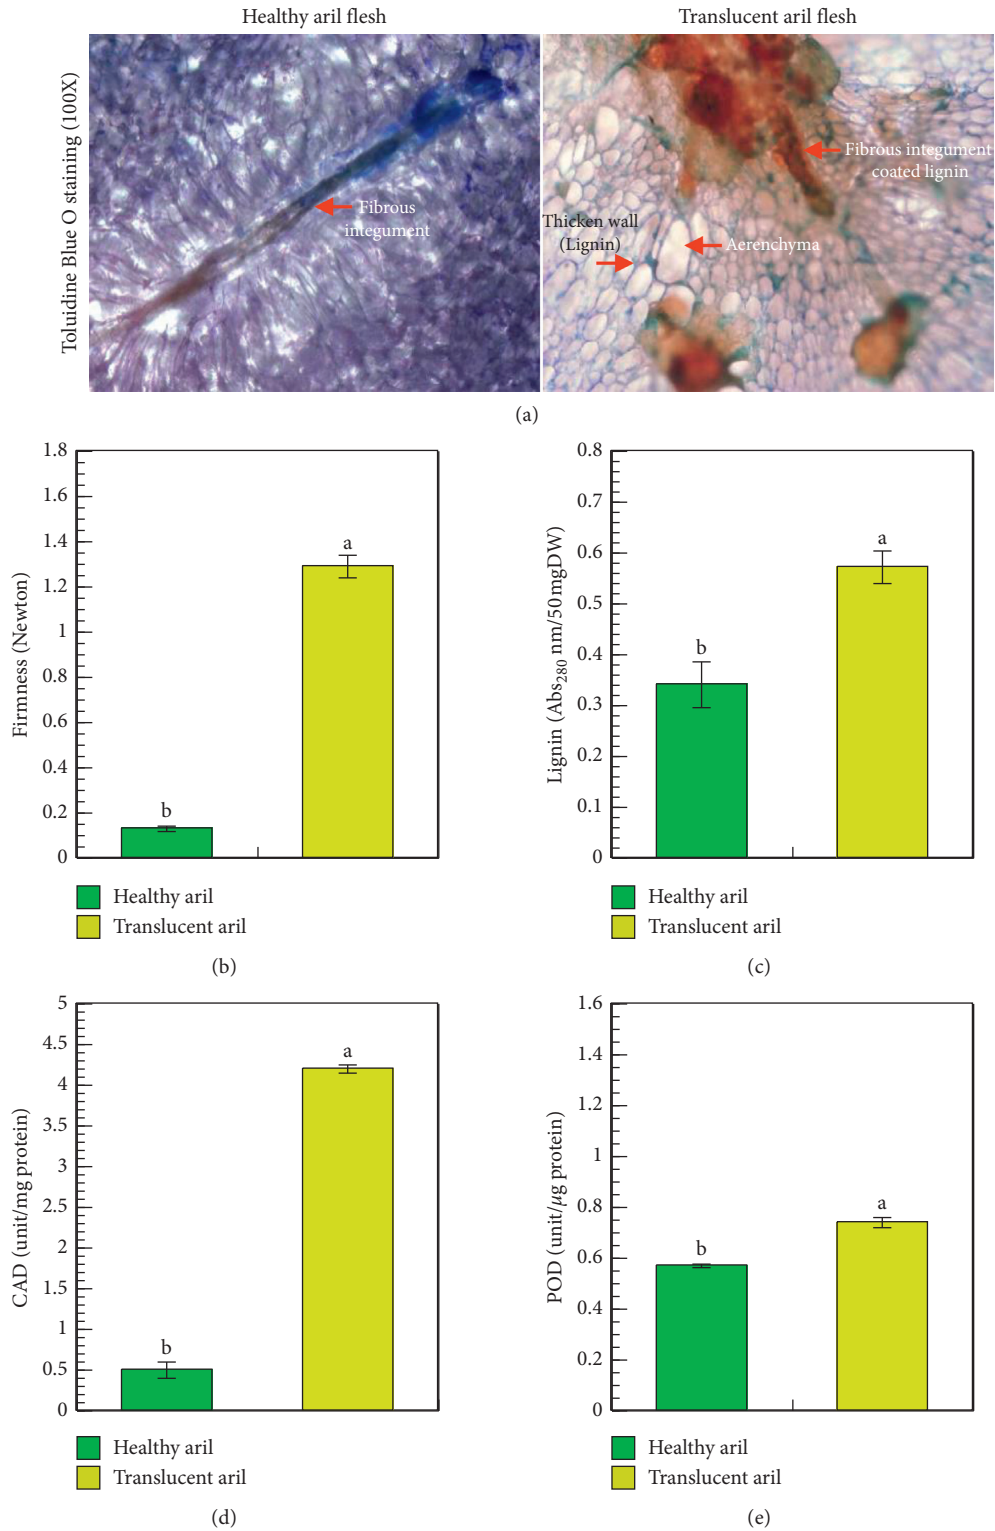 Healthy aril flesh
Translucent aril flesh
Toluidine Blue O staining (100X)
Fibrous
integument
Fibrous integument
coated lignin
Thicken wall
(Lignin)
Aerenchyma
(a)
Firmness (Newton)
1.8
1.6
1.4
1.2
1
0.8
0.6
0.4
0.2
0
b
a
Healthy aril
Translucent aril
(b)
Lignin (Abs280 nm/50 mgDW)
0.8
0.7
0.6
0.5
0.4
0.3
0.2
0.1
0
b
a
Healthy aril
Translucent aril
(c)
CAD (unit/mg protein)
5
4.5
4
3.5
3
2.5
2
1.5
1
0.5
0
b
a
Healthy aril
Translucent aril
(d)
POD (unit/μg protein)
1.6
1.4
1.2
1
0.8
0.6
0.4
0.2
0
b
a
Healthy aril
Translucent aril
(e)